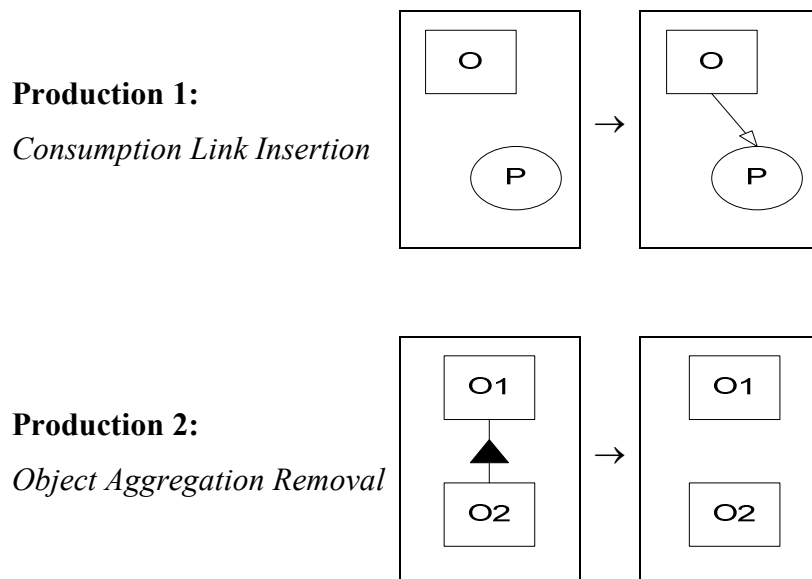 O
O
Production 1:
→
Consumption Link Insertion
P
P
O1
O1
Production 2:
→
Object Aggregation Removal
O2
O2